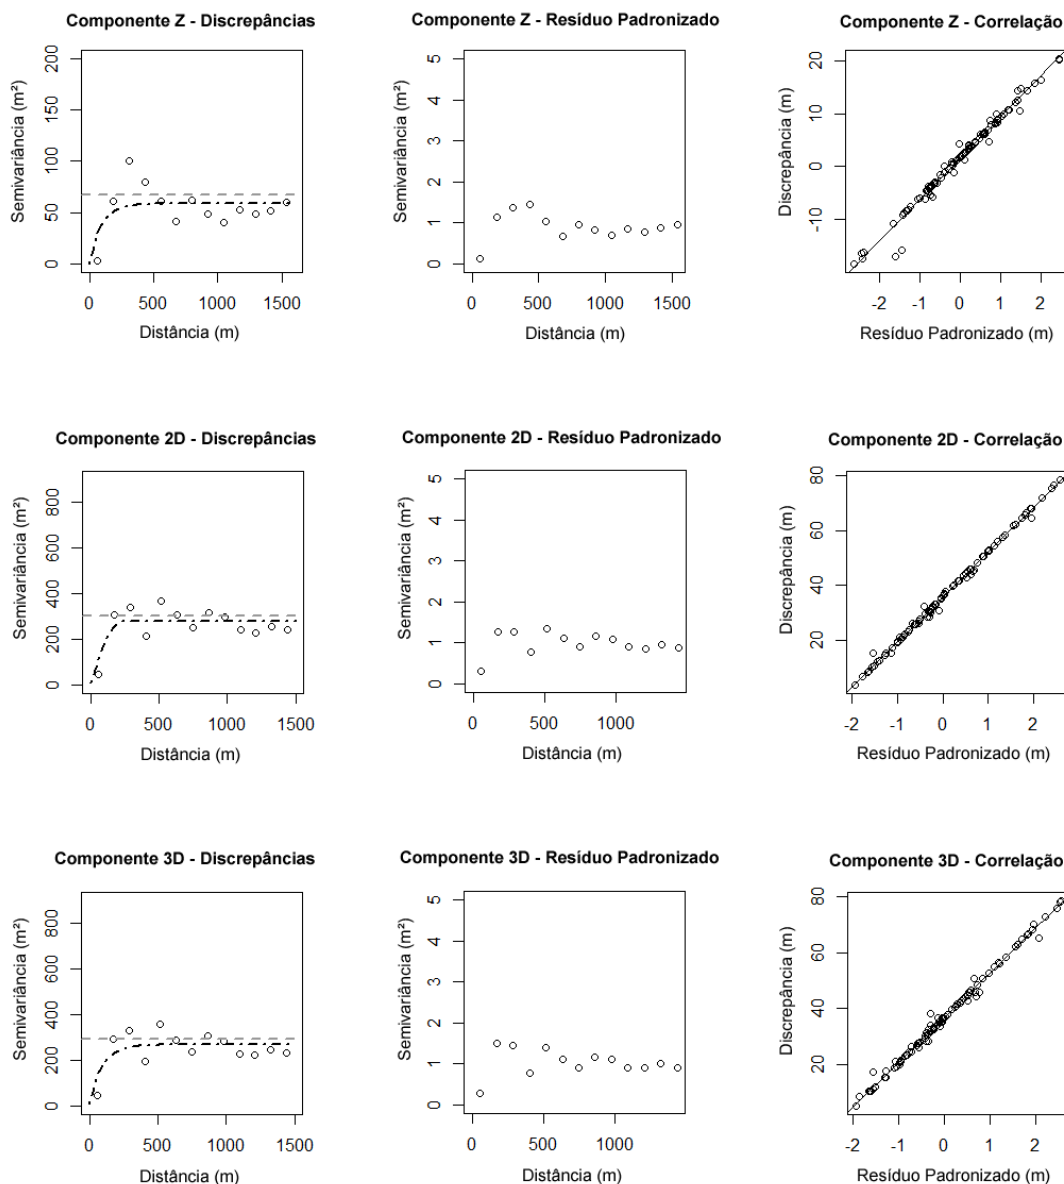 Componente Z - Discrepâncias
Semivariância (m²)
0 50 100 150 200
0 500 1000 1500
Distância (m)
Componente Z - Resíduo Padronizado
Semivariância (m²)
0 1 2 3 4 5
0 500 1000 1500
Distância (m)
Componente Z - Correlação
Discrepância (m)
-10 0 10 20
-2 -1 0 1 2
Resíduo Padronizado (m)
Componente 2D - Discrepâncias
Semivariância (m²)
0 200 400 600 800
0 500 1000 1500
Distância (m)
Componente 2D - Resíduo Padronizado
Semivariância (m²)
0 1 2 3 4 5
0 500 1000
Distância (m)
Componente 2D - Correlação
Discrepância (m)
20 40 60 80
-2 -1 0 1 2
Resíduo Padronizado (m)
Componente 3D - Discrepâncias
Semivariância (m²)
0 200 400 600 800
0 500 1000 1500
Distância (m)
Componente 3D - Resíduo Padronizado
Semivariância (m²)
0 1 2 3 4 5
0 500 1000
Distância (m)
Componente 3D - Correlação
Discrepância (m)
20 40 60 80
-2 -1 0 1 2
Resíduo Padronizado (m)